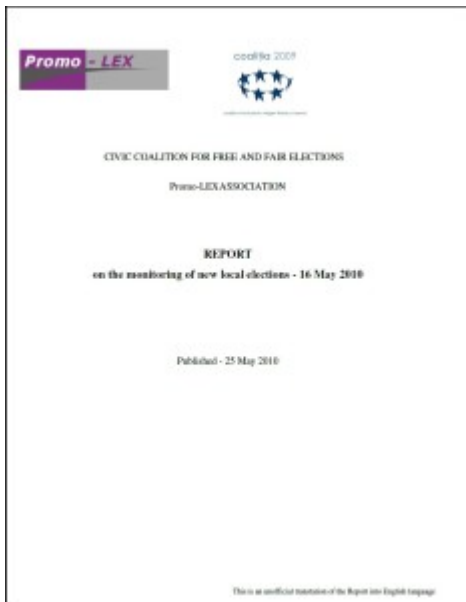 Promo - LEX
coaliția 2009
CIVIC COALITION FOR FREE AND FAIR ELECTIONS
Promo-LEXASSOCIATION
REPORT
on the monitoring of new local elections - 16 May 2010
Published - 25 May 2010
This is an unofficial translation of the Report into English language